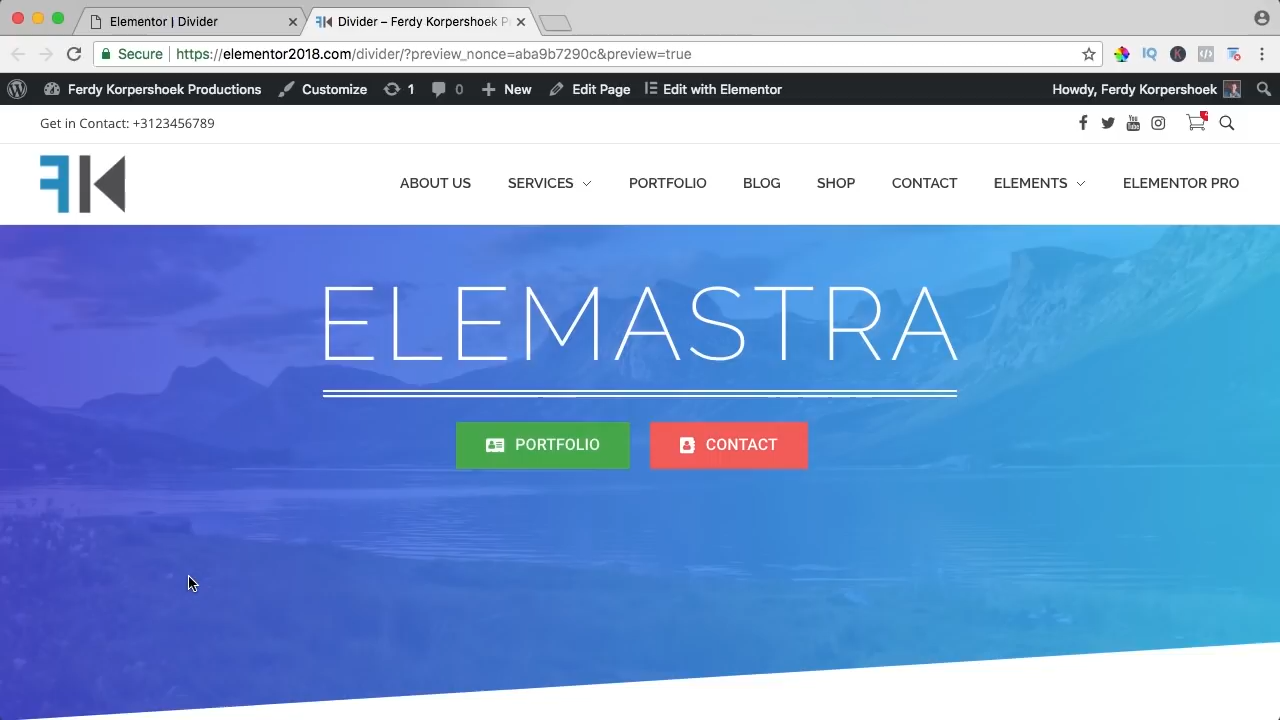 Elementor | Divider
Divider – Ferdy Korpershoek P
Secure
https://elementor2018.com/divider/?preview_nonce=aba9b7290c&preview=true
Ferdy Korpershoek Productions Customize 1 0 New Edit Page Edit with Elementor Howdy, Ferdy Korpershoek
Get in Contact: +3123456789
FK
ABOUT US SERVICES PORTFOLIO BLOG SHOP CONTACT ELEMENTS ELEMENTOR PRO
ELEMASTRA
PORTFOLIO CONTACT